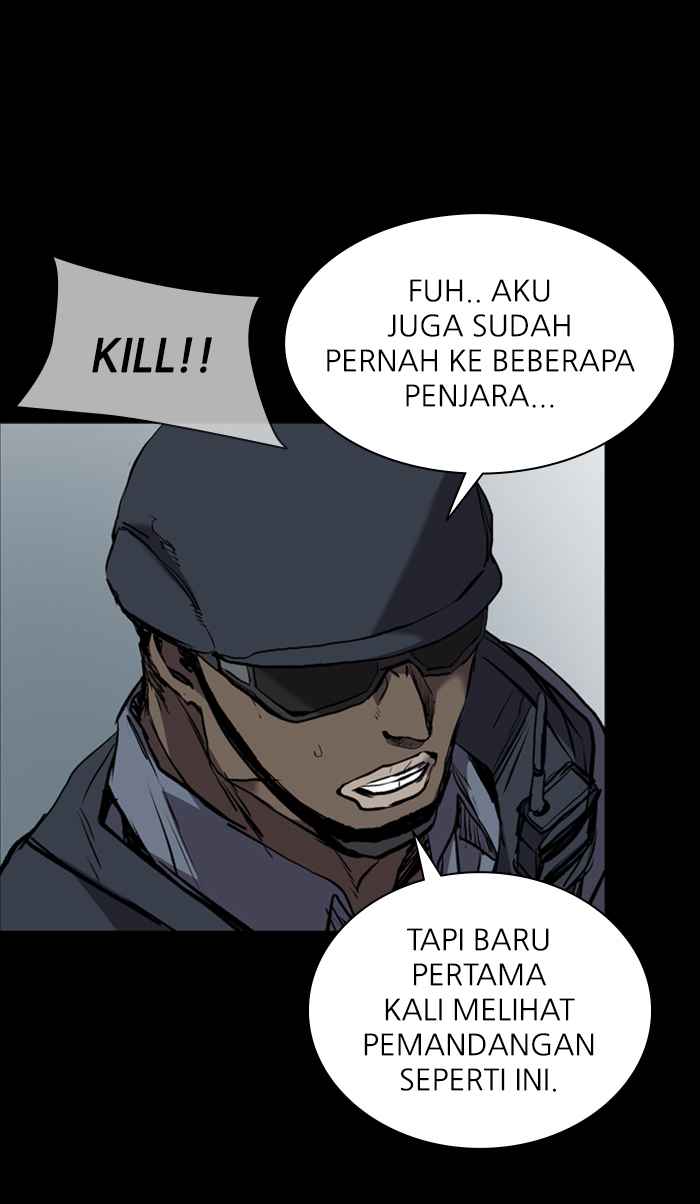 KILL!!
FUH.. AKU
JUGA SUDAH
PERNAH KE BEBERAPA
PENJARA...
TAPI BARU
PERTAMA
KALI MELIHAT
PEMANDANGAN
SEPERTI INI.